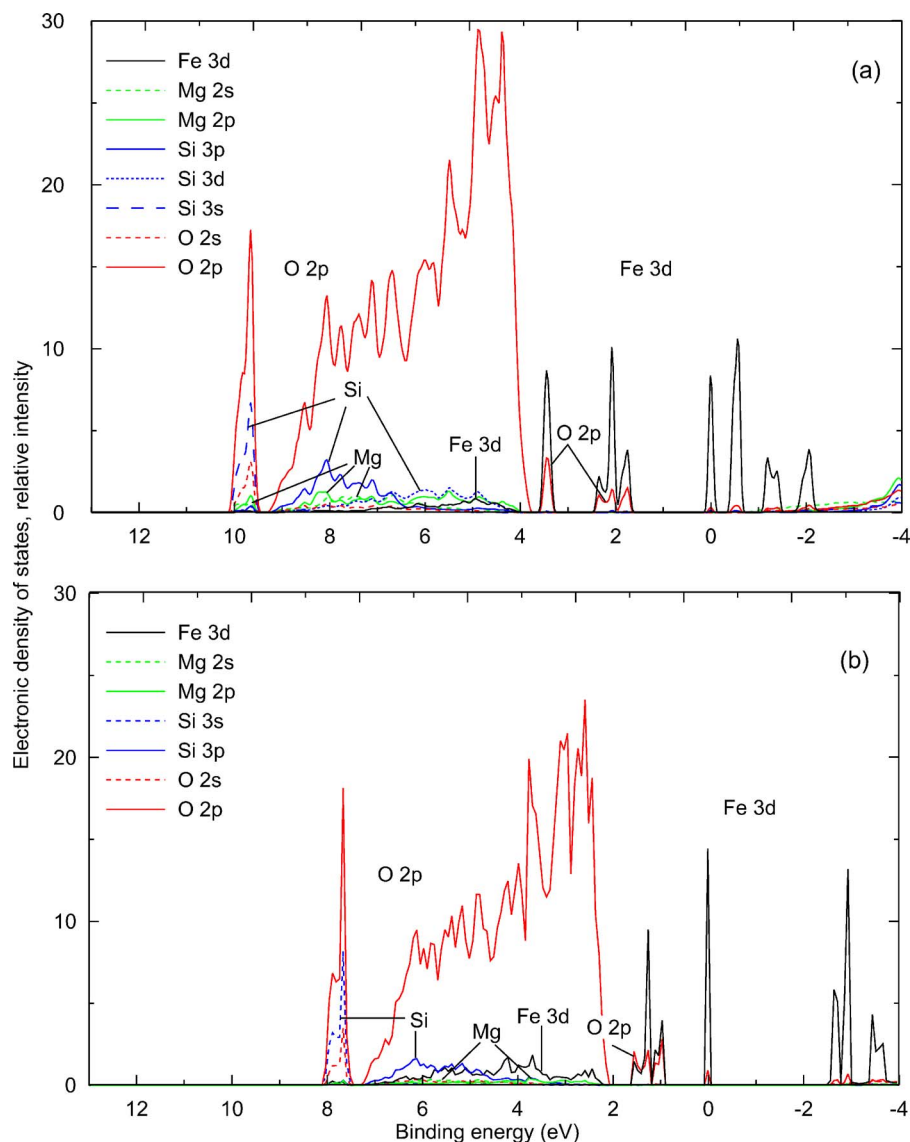 Electronic density of states, relative intensity
30
(a)
Fe 3d
Mg 2s
Mg 2p
Si 3p
Si 3d
Si 3s
O 2s
O 2p
20
O 2p
Fe 3d
10
Si
Mg
Fe 3d
O 2p
0
12 10 8 6 4 2 0 -2 -4
30
(b)
Fe 3d
Mg 2s
Mg 2p
Si 3s
Si 3p
O 2s
O 2p
20
Fe 3d
O 2p
10
Si
Mg
Fe 3d
O 2p
0
12 10 8 6 4 2 0 -2 -4
Binding energy (eV)